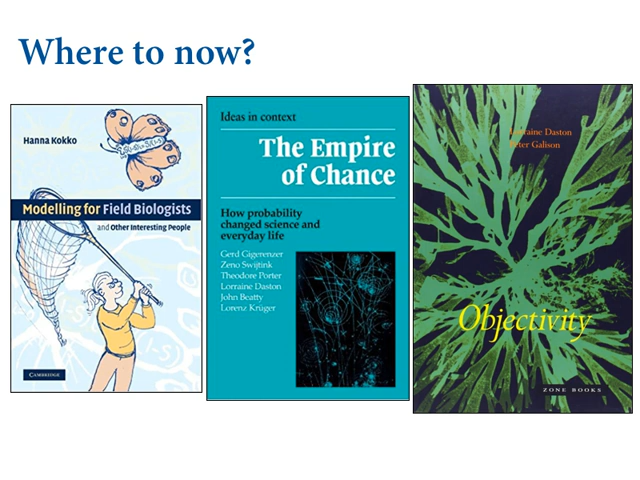 Where to now?
Hanna Kokko
Modelling for Field Biologists
and Other Interesting People
CAMBRIDGE
Ideas in context
The Empire
of Chance
How probability
changed science and
everyday life
Gerd Gigerenzer
Zeno Swijtink
Theodore Porter
Lorraine Daston
John Beatty
Lorenz Krüger
Lorraine Daston
Peter Galison
Objectivity
ZONE BOOKS